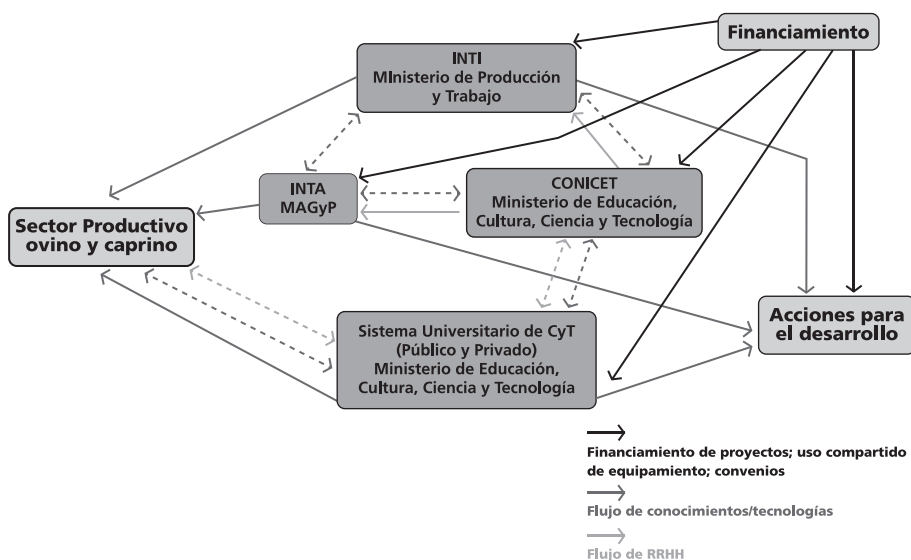 Financiamiento
INTI
MInisterio de Producción
y Trabajo
INTA
MAGyP
CONICET
Ministerio de Educación,
Cultura, Ciencia y Tecnología
Sector Productivo
ovino y caprino
Acciones para
el desarrollo
Sistema Universitario de CyT
(Público y Privado)
Ministerio de Educación,
Cultura, Ciencia y Tecnología
Financiamiento de proyectos; uso compartido
de equipamiento; convenios
Flujo de conocimientos/tecnologías
Flujo de RRHH